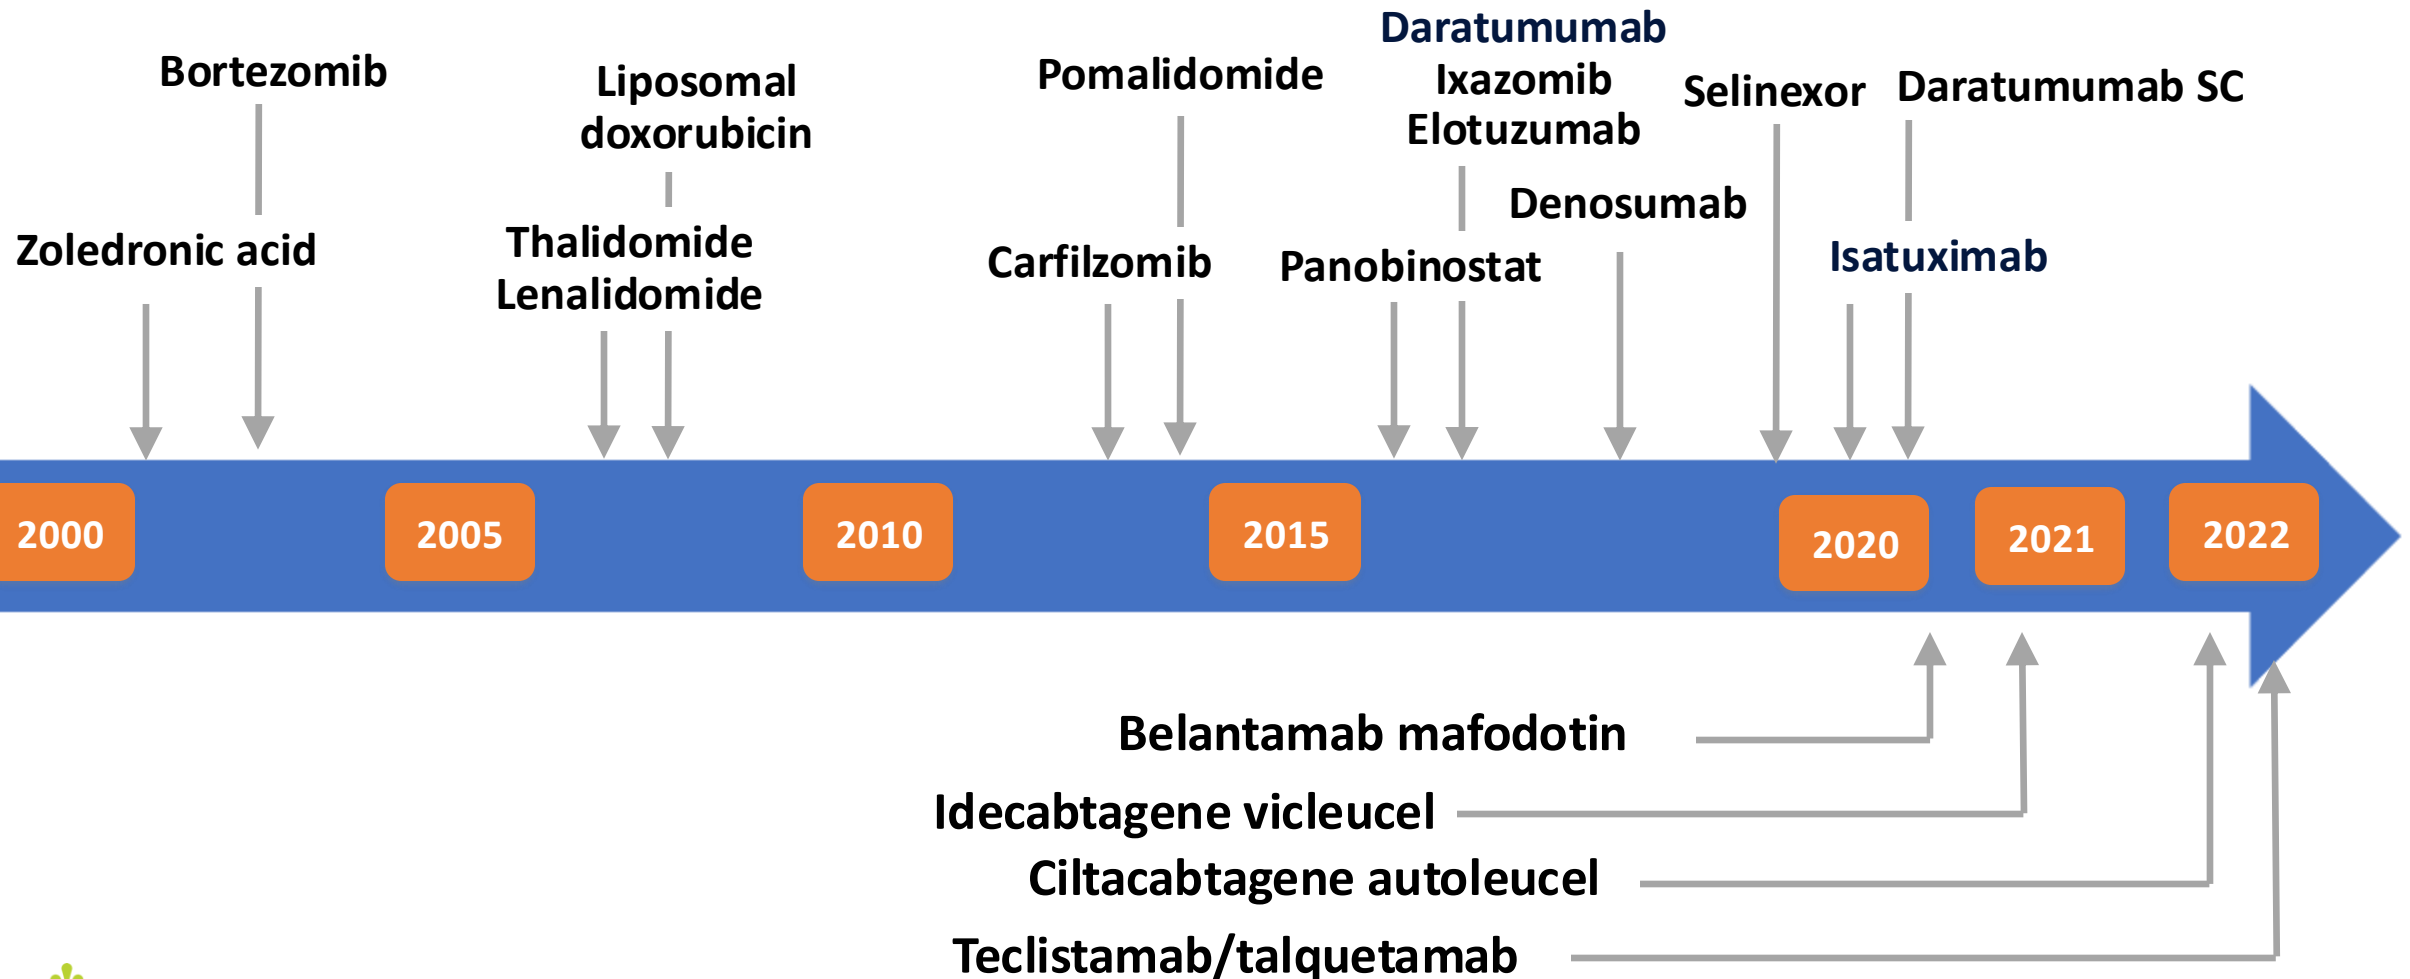 Bortezomib
Zoledronic acid
Liposomal
doxorubicin
Thalidomide
Lenalidomide
Pomalidomide
Carfilzomib
Daratumumab
Ixazomib
Elotuzumab
Panobinostat
Denosumab
Selinexor
Daratumumab SC
Isatuximab
2000
2005
2010
2015
2020
2021
2022
Belantamab mafodotin
Idecabtagene vicleucel
Ciltacabtagene autoleucel
Teclistamab/talquetamab